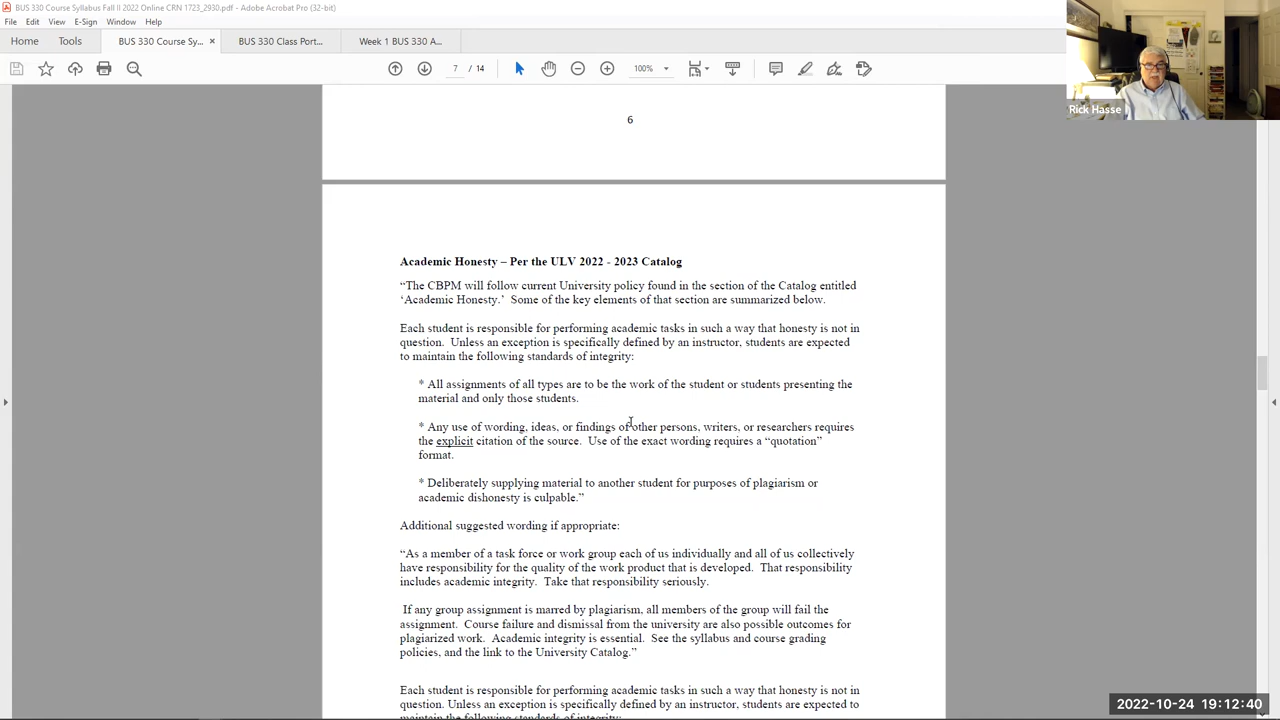 BUS 330 Course Syllabus Fall II 2022 Online CRN 1723_2930.pdf - Adobe Acrobat Pro (32-bit)
File Edit View E-Sign Window Help
Home Tools BUS 330 Course Sy... × BUS 330 Class Port... Week 1 BUS 330 A...
7 / 14 100%
Rick Hasse
6
Academic Honesty – Per the ULV 2022 - 2023 Catalog
“The CBPM will follow current University policy found in the section of the Catalog entitled
‘Academic Honesty.’ Some of the key elements of that section are summarized below.
Each student is responsible for performing academic tasks in such a way that honesty is not in
question. Unless an exception is specifically defined by an instructor, students are expected
to maintain the following standards of integrity:
* All assignments of all types are to be the work of the student or students presenting the
material and only those students.
* Any use of wording, ideas, or findings of other persons, writers, or researchers requires
the explicit citation of the source. Use of the exact wording requires a “quotation”
format.
* Deliberately supplying material to another student for purposes of plagiarism or
academic dishonesty is culpable.”
Additional suggested wording if appropriate:
“As a member of a task force or work group each of us individually and all of us collectively
have responsibility for the quality of the work product that is developed. That responsibility
includes academic integrity. Take that responsibility seriously.
If any group assignment is marred by plagiarism, all members of the group will fail the
assignment. Course failure and dismissal from the university are also possible outcomes for
plagiarized work. Academic integrity is essential. See the syllabus and course grading
policies, and the link to the University Catalog.”
Each student is responsible for performing academic tasks in such a way that honesty is not in
question. Unless an exception is specifically defined by an instructor, students are expected
maintain the following standards of integrity:
2022-10-24 19:12:40